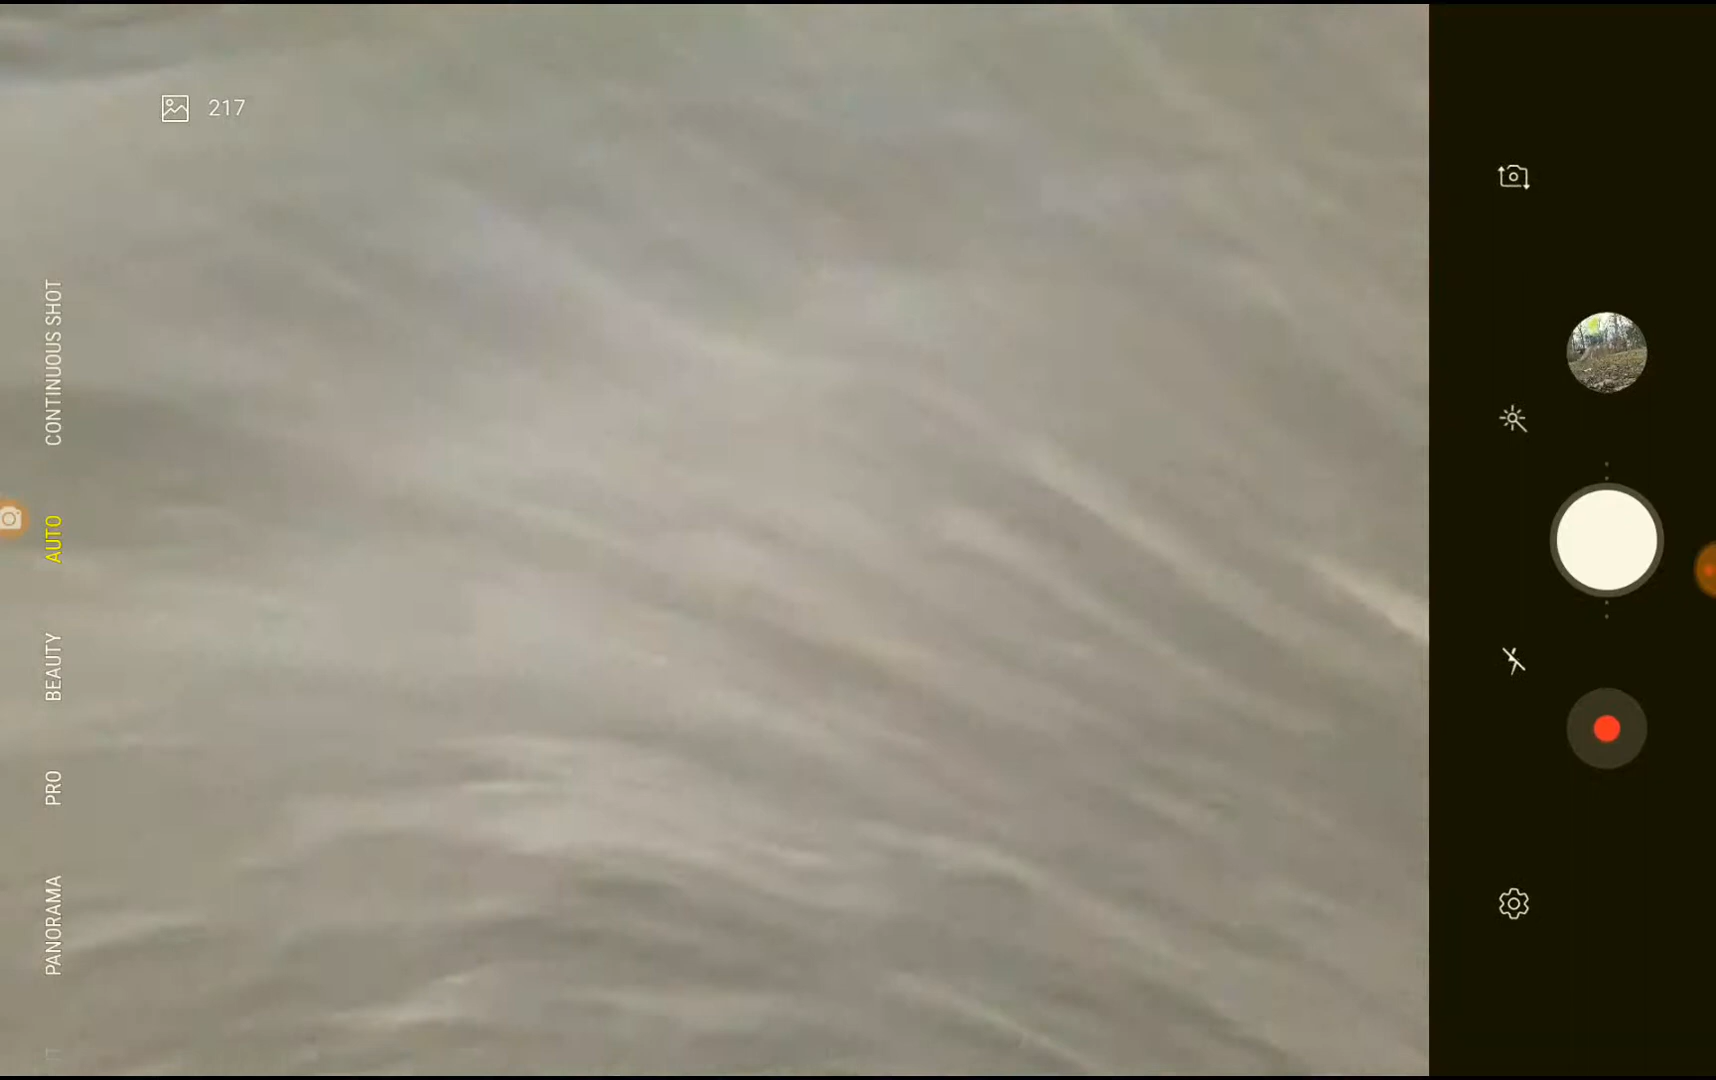 217
CONTINUOUS SHOT
AUTO
BEAUTY
PRO
PANORAMA